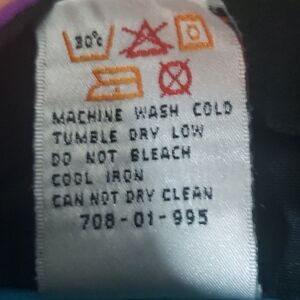 30°c
MACHINE WASH COLD
TUMBLE DRY LOW
DO NOT BLEACH
COOL IRON
CAN NOT DRY CLEAN
708-01-995